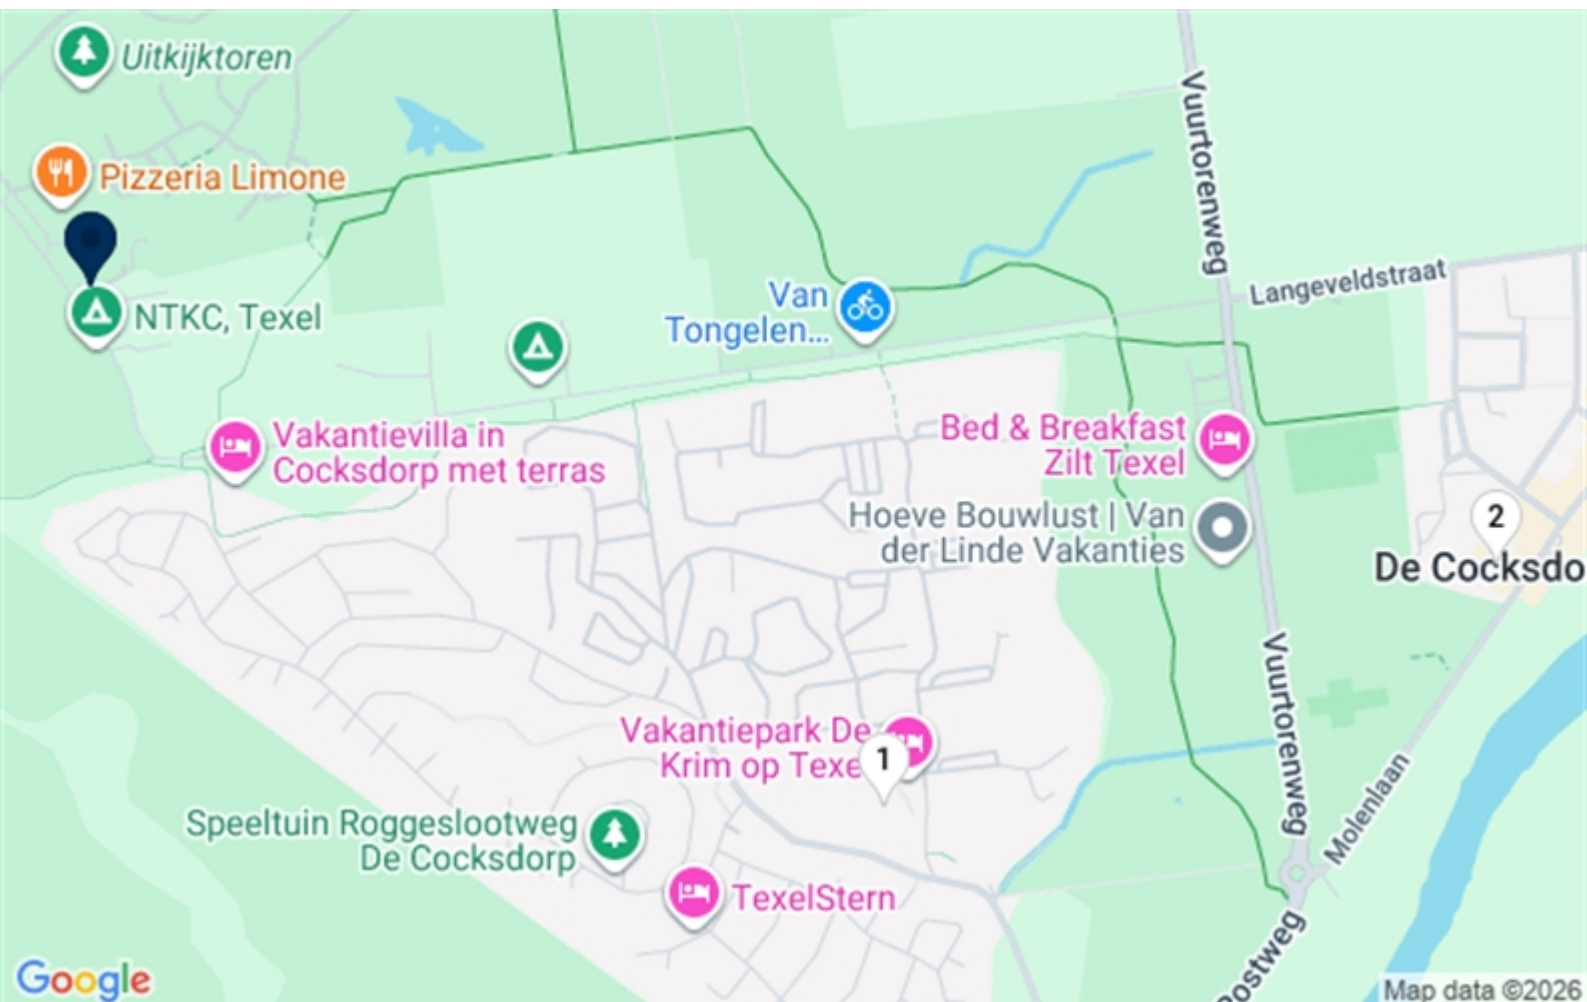 Uitkijktoren
Pizzeria Limone
NTKC, Texel
Van
Tongelen...
Vuurtorenweg
Langeveldstraat
Vakantievilla in
Cocksdorp met terras
Bed & Breakfast
Zilt Texel
Hoeve Bouwlust | Van
der Linde Vakanties
2
De Cocksdo
Vuurtorenweg
Vakantiepark De
Krim op Texe
1
Molenlaan
Speeltuin Roggeslootweg
De Cocksdorp
TexelStern
Postweg
Google
Map data ©2026